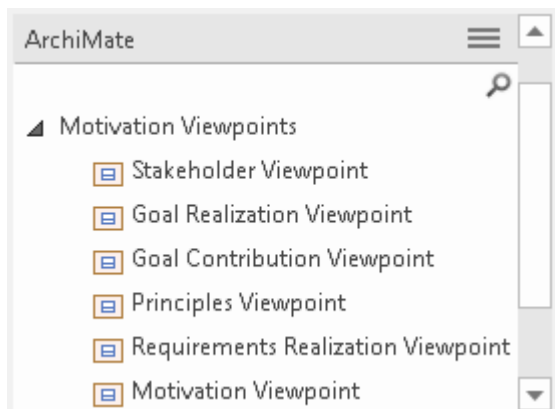 ArchiMate
Motivation Viewpoints
Stakeholder Viewpoint
Goal Realization Viewpoint
Goal Contribution Viewpoint
Principles Viewpoint
Requirements Realization Viewpoint
Motivation Viewpoint